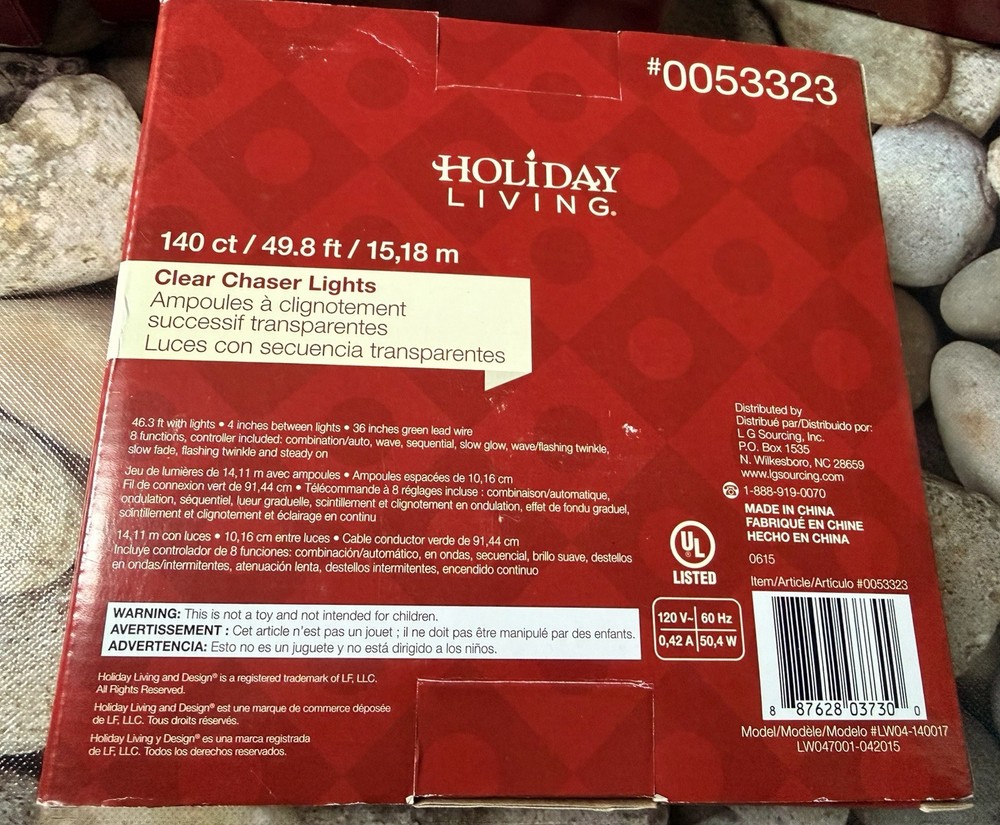 #0053323
HOLiDAY
LIVING®
140 ct / 49.8 ft / 15,18 m
Clear Chaser Lights
Ampoules à clignotement
successif transparentes
Luces con secuencia transparentes
46.3 ft with lights • 4 inches between lights • 36 inches green lead wire
8 functions, controller included: combination/auto, wave, sequential, slow glow, wave/flashing twinkle,
slow fade, flashing twinkle and steady on
Jeu de lumières de 14,11 m avec ampoules • Ampoules espacées de 10,16 cm
Fil de connexion vert de 91,44 cm • Télécommande à 8 réglages incluse : combinaison/automatique,
ondulation, séquentiel, lueur graduelle, scintillement et clignotement en ondulation, effet de fondu graduel,
scintillement et clignotement et éclairage en continu
14,11 m con luces • 10,16 cm entre luces • Cable conductor verde de 91,44 cm
Incluye controlador de 8 funciones: combinación/automático, en ondas, secuencial, brillo suave, destellos
en ondas/intermitentes, atenuación lenta, destellos intermitentes, encendido continuo
WARNING: This is not a toy and not intended for children.
AVERTISSEMENT : Cet article n'est pas un jouet ; il ne doit pas être manipulé par des enfants.
ADVERTENCIA: Esto no es un juguete y no está dirigido a los niños.
Holiday Living and Design® is a registered trademark of LF, LLC.
All Rights Reserved.
Holiday Living and Design® est une marque de commerce déposée
de LF, LLC. Tous droits réservés.
Holiday Living y Design® es una marca registrada
de LF, LLC. Todos los derechos reservados.
Distributed by
Distribué par/Distribuido por:
L G Sourcing, Inc.
P.O. Box 1535
N. Wilkesboro, NC 28659
www.lgsourcing.com
1-888-919-0070
MADE IN CHINA
FABRIQUÉ EN CHINE
HECHO EN CHINA
0615
UL
LISTED
120 V~ 60 Hz
0,42 A 50,4 W
Item/Article/Artículo #0053323
8 87628 03730 0
Model/Modèle/Modelo #LW04-140017
LW047001-042015